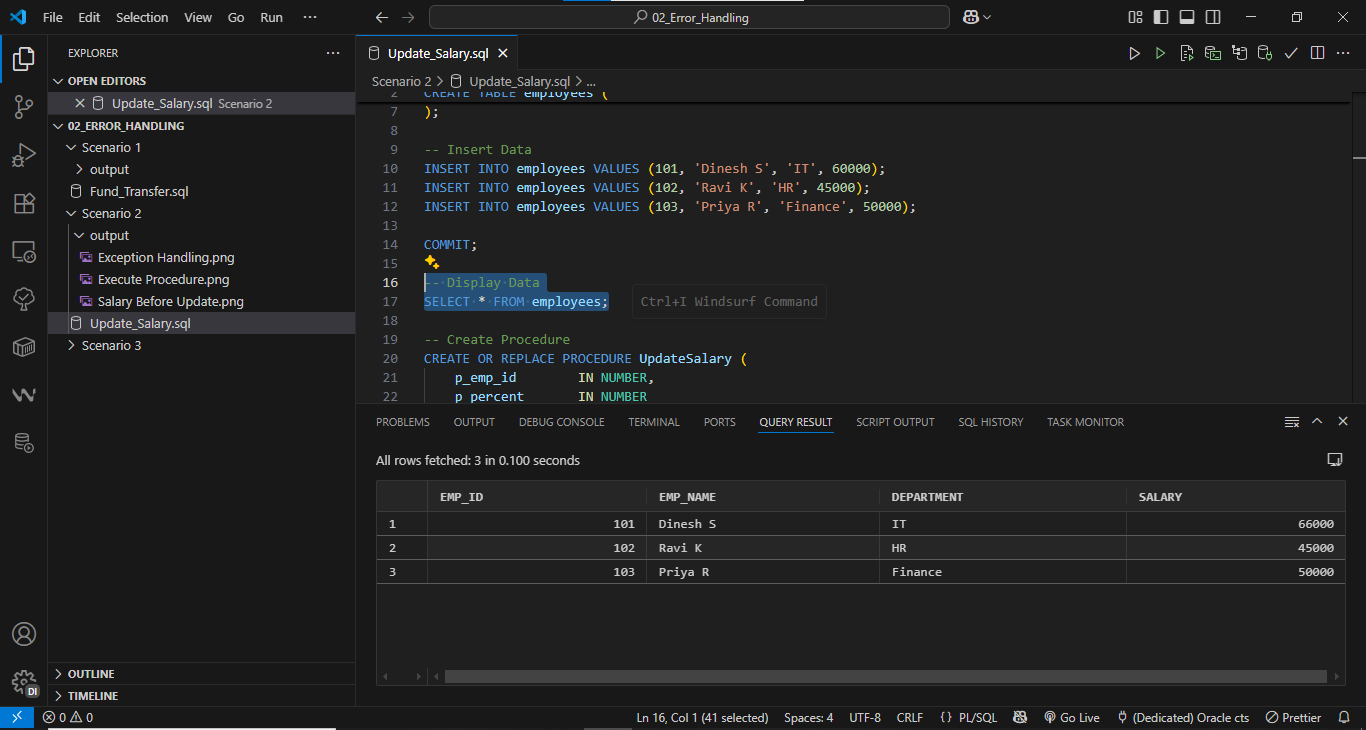 File Edit Selection View Go Run ··· 02_Error_Handling
EXPLORER ···
OPEN EDITORS
Update_Salary.sql Scenario 2
02_ERROR_HANDLING
Scenario 1
output
Fund_Transfer.sql
Scenario 2
output
Exception Handling.png
Execute Procedure.png
Salary Before Update.png
Update_Salary.sql
Scenario 3
OUTLINE
TIMELINE
DI
Update_Salary.sql
Scenario 2 > Update_Salary.sql > ...
2 CREATE TABLE employees (
7 );
8
9 -- Insert Data
10 INSERT INTO employees VALUES (101, 'Dinesh S', 'IT', 60000);
11 INSERT INTO employees VALUES (102, 'Ravi K', 'HR', 45000);
12 INSERT INTO employees VALUES (103, 'Priya R', 'Finance', 50000);
13
14 COMMIT;
15
16 -- Display Data
17 SELECT * FROM employees; Ctrl+I Windsurf Command
18
19 -- Create Procedure
20 CREATE OR REPLACE PROCEDURE UpdateSalary (
21 p_emp_id IN NUMBER,
22 p_percent IN NUMBER
PROBLEMS OUTPUT DEBUG CONSOLE TERMINAL PORTS QUERY RESULT SCRIPT OUTPUT SQL HISTORY TASK MONITOR
All rows fetched: 3 in 0.100 seconds
EMP_ID EMP_NAME DEPARTMENT SALARY
1 101 Dinesh S IT 66000
2 102 Ravi K HR 45000
3 103 Priya R Finance 50000
0 0 Ln 16, Col 1 (41 selected) Spaces: 4 UTF-8 CRLF {} PL/SQL Go Live (Dedicated) Oracle cts Prettier